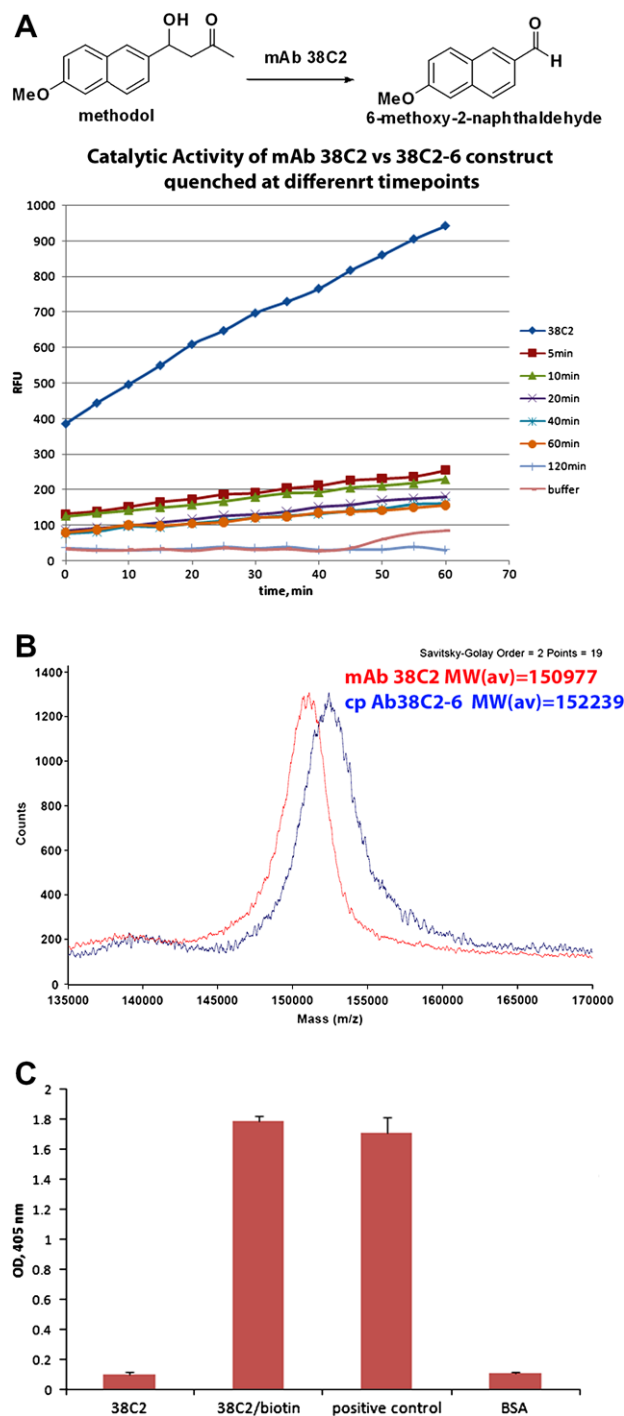 A
OH
O
MeO
methodol
mAb 38C2
O
H
MeO
6-methoxy-2-naphthaldehyde
Catalytic Activity of mAb 38C2 vs 38C2-6 construct
quenched at differenrt timepoints
1000
900
800
700
600
500
400
300
200
100
0
RFU
0 10 20 30 40 50 60 70
time, min
38C2
5min
10min
20min
40min
60min
120min
buffer
B
Savitsky-Golay Order = 2 Points = 19
mAb 38C2 MW(av)=150977
cp Ab38C2-6 MW(av)=152239
1400
1200
1000
800
600
400
200
0
Counts
135000 140000 145000 150000 155000 160000 165000 170000
Mass (m/z)
C
2
1.8
1.6
1.4
1.2
1
0.8
0.6
0.4
0.2
0
OD, 405 nm
38C2 38C2/biotin positive control BSA